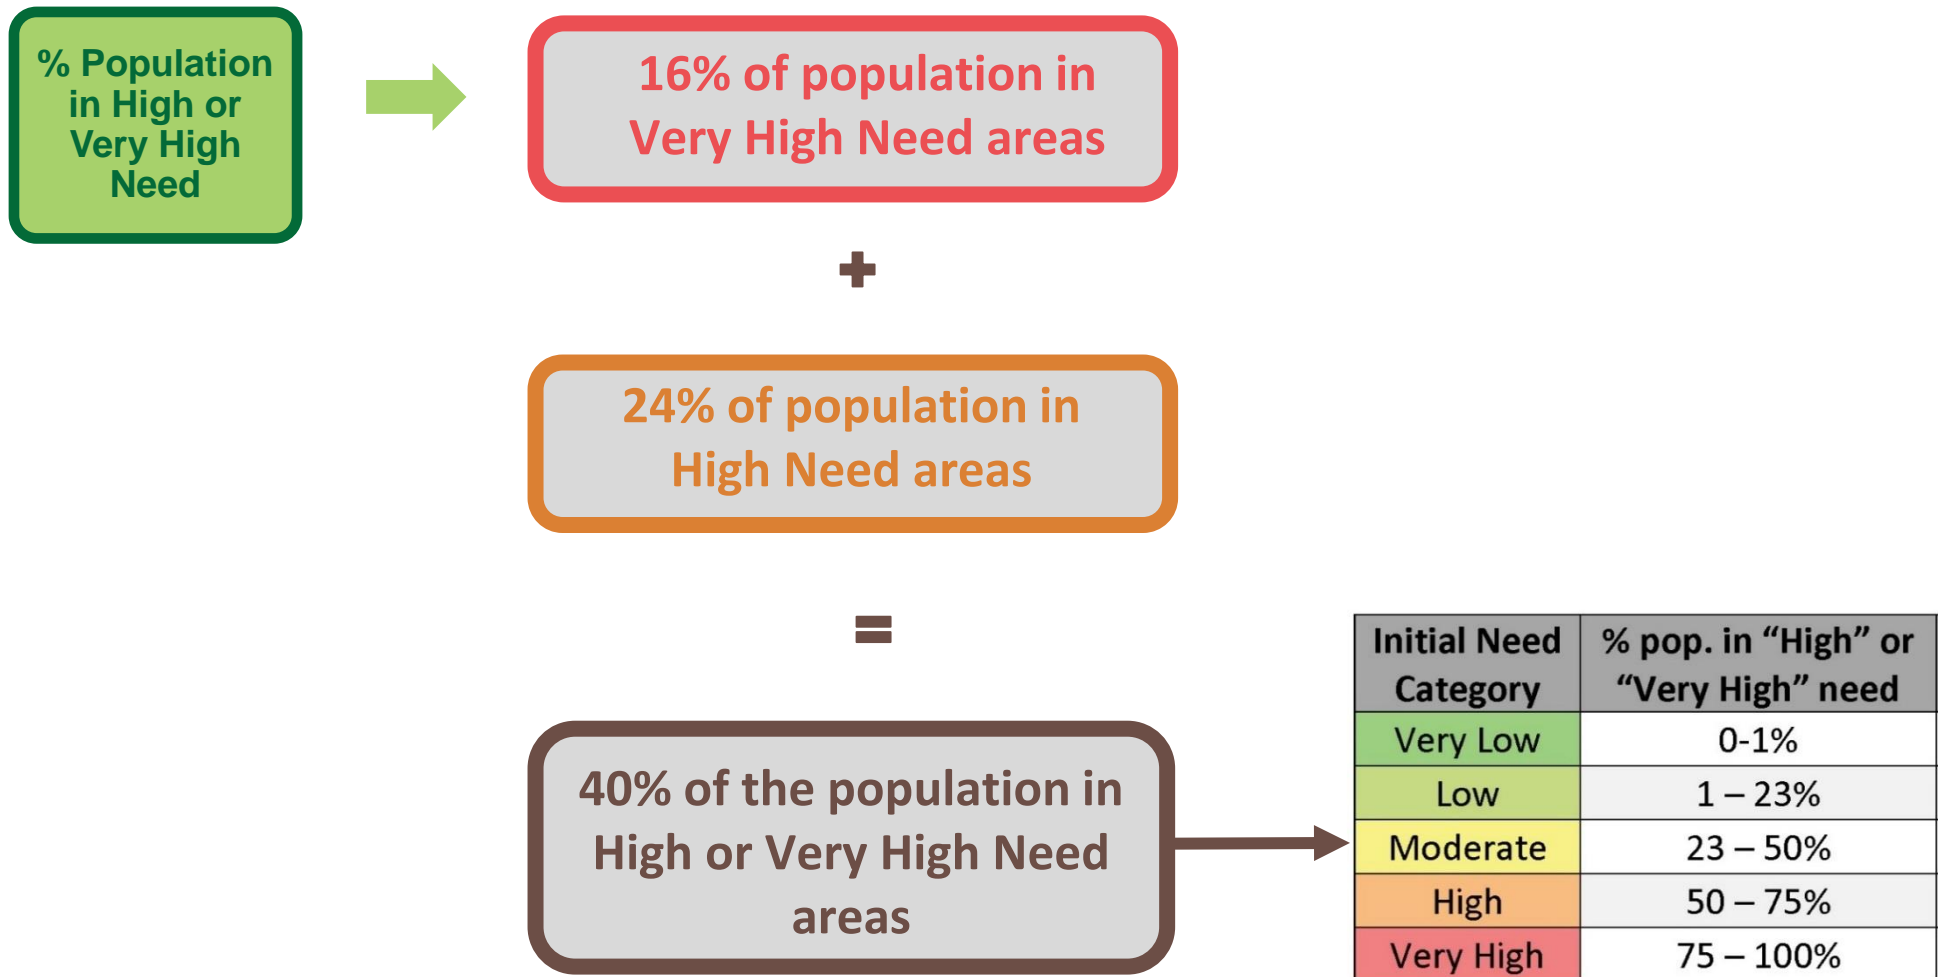 % Population
in High or
Very High
Need
16% of population in
Very High Need areas
+
24% of population in
High Need areas
=
40% of the population in
High or Very High Need
areas
Initial Need Category % pop. in “High” or “Very High” need
Very Low 0-1%
Low 1 – 23%
Moderate 23 – 50%
High 50 – 75%
Very High 75 – 100%